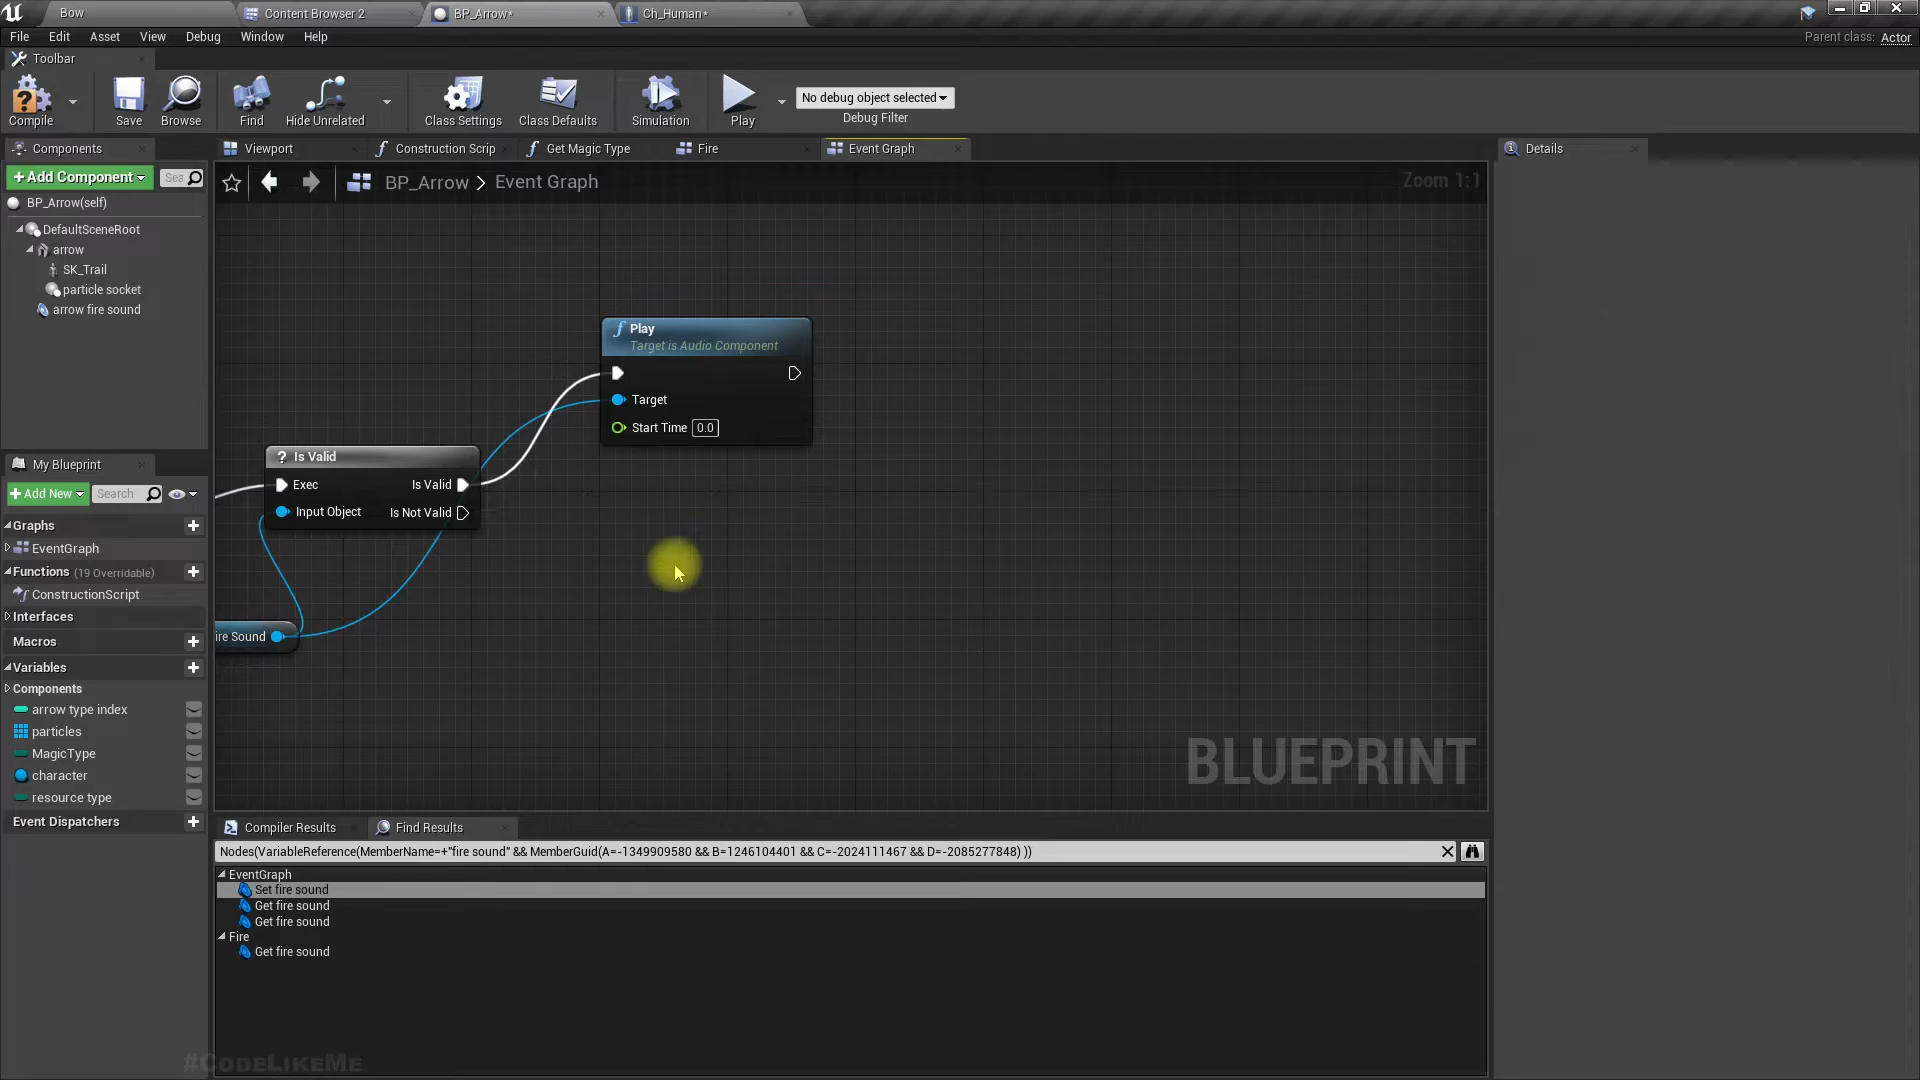 Bow
Content Browser 2
BP_Arrow*
Ch_Human*
File Edit Asset View Debug Window Help
Parent class: Actor
Toolbar
Compile
Save
Browse
Find
Hide Unrelated
Class Settings
Class Defaults
Simulation
Play
No debug object selected
Debug Filter
Components
Viewport
Construction Scrip
Get Magic Type
Fire
Event Graph
Details
+Add Component
Sea
BP_Arrow > Event Graph
Zoom 1:1
BP_Arrow(self)
DefaultSceneRoot
arrow
SK_Trail
particle socket
arrow fire sound
Play
Target is Audio Component
Target
Start Time 0.0
? Is Valid
Exec
Is Valid
Input Object
Is Not Valid
ire Sound
My Blueprint
+Add New
Search
Graphs
EventGraph
Functions (19 Overridable)
ConstructionScript
Interfaces
Macros
Variables
Components
arrow type index
particles
MagicType
character
resource type
Event Dispatchers
BLUEPRINT
Compiler Results
Find Results
Nodes(VariableReference(MemberName=+"fire sound" && MemberGuid(A=-1349909580 && B=1246104401 && C=-2024111467 && D=-2085277848) ))
EventGraph
Set fire sound
Get fire sound
Get fire sound
Fire
Get fire sound
#CodeLikeMe